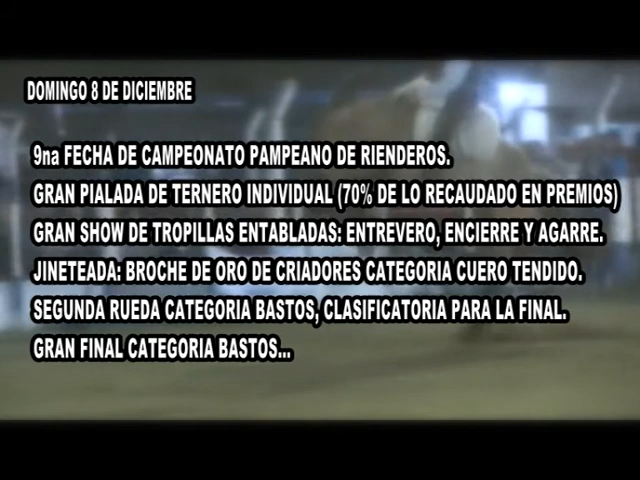 DOMINGO 8 DE DICIEMBRE
9na FECHA DE CAMPEONATO PAMPEANO DE RIENDEROS.
GRAN PIALADA DE TERNERO INDIVIDUAL (70% DE LO RECAUDADO EN PREMIOS)
GRAN SHOW DE TROPILLAS ENTABLADAS: ENTREVERO, ENCIERRE Y AGARRE.
JINETEADA: BROCHE DE ORO DE CRIADORES CATEGORIA CUERO TENDIDO.
SEGUNDA RUEDA CATEGORIA BASTOS, CLASIFICATORIA PARA LA FINAL.
GRAN FINAL CATEGORIA BASTOS...